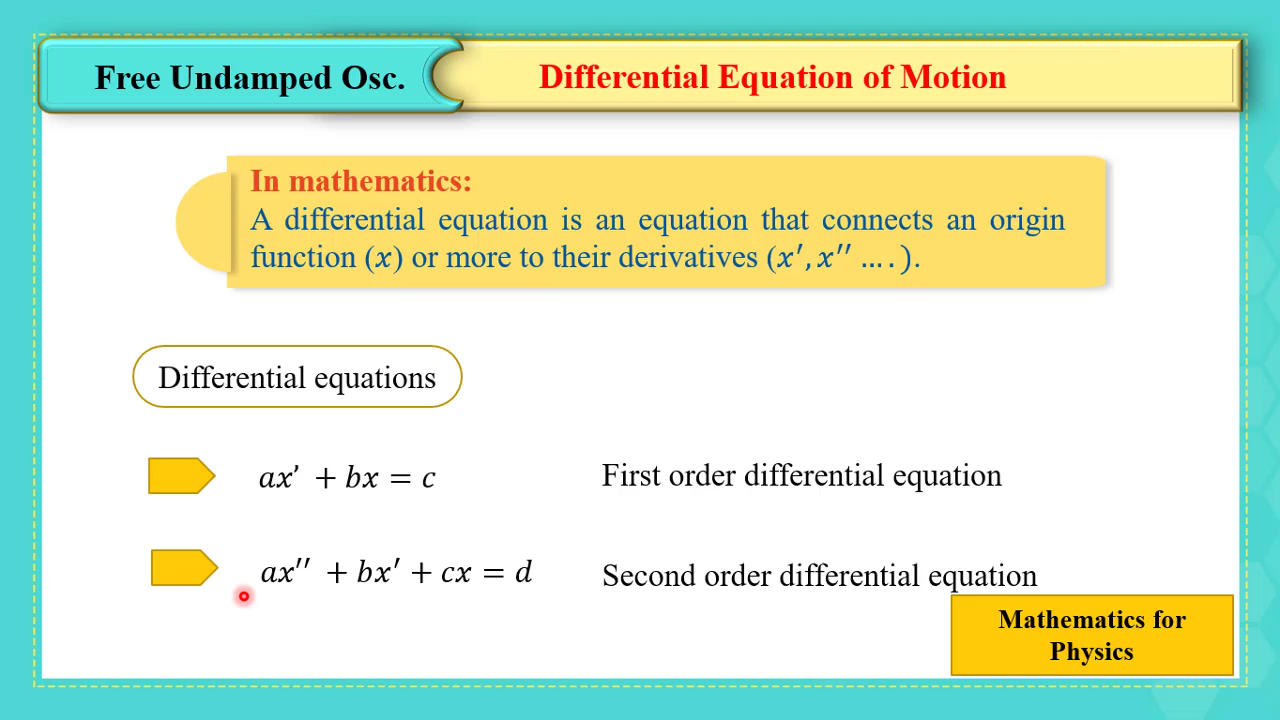 Free Undamped Osc.
Differential Equation of Motion
In mathematics:
A differential equation is an equation that connects an origin
function (x) or more to their derivatives (x′, x′′ … . ).
Differential equations
ax’ + bx = c
First order differential equation
ax′′ + bx′ + cx = d
Second order differential equation
Mathematics for
Physics